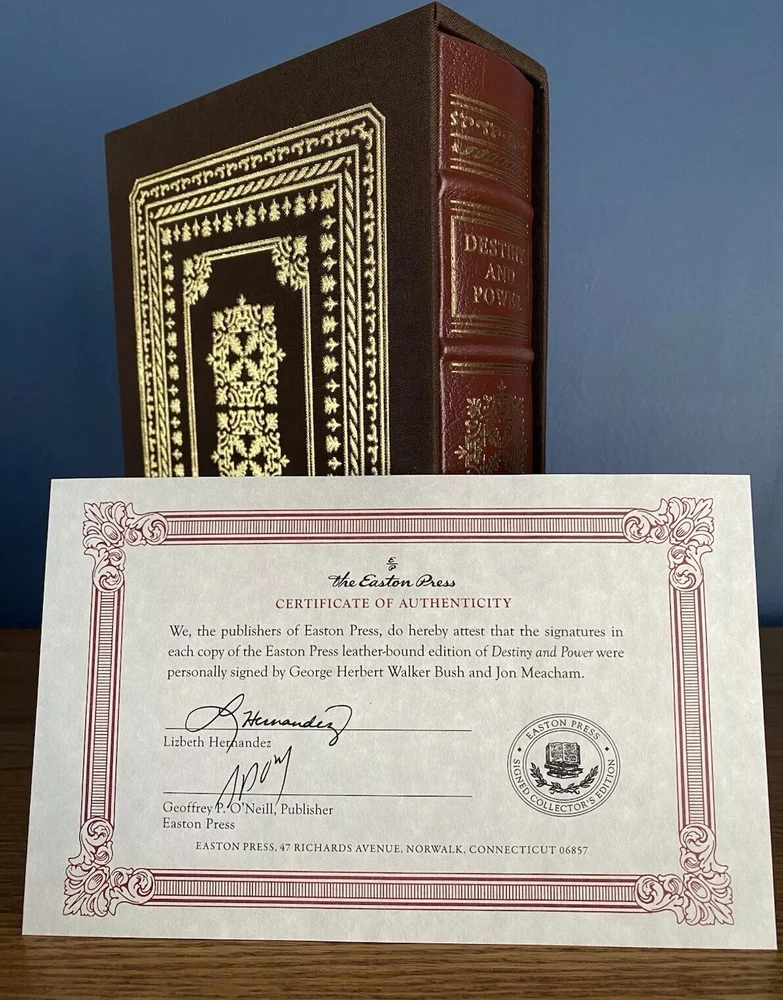 DESTINY
AND
POWER
E
P
the Easton Press
CERTIFICATE OF AUTHENTICITY
We, the publishers of Easton Press, do hereby attest that the signatures in
each copy of the Easton Press leather-bound edition of Destiny and Power were
personally signed by George Herbert Walker Bush and Jon Meacham.
L Hernandez
Lizbeth Hernandez
Geoffrey P. O'Neill, Publisher
Easton Press
EASTON PRESS
SIGNED COLLECTOR'S EDITION
EASTON PRESS, 47 RICHARDS AVENUE, NORWALK, CONNECTICUT 06857